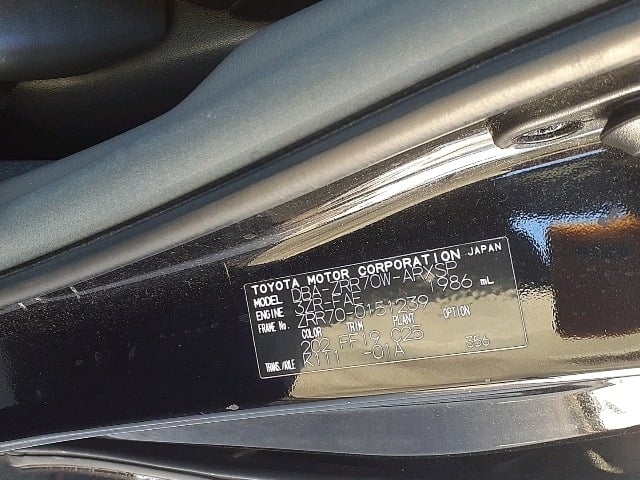 TOYOTA MOTOR CORPORATION JAPAN
MODEL DBA-ZRR70W-ARXSP
ENGINE 3ZR-FAE 1986 mL
FRAME No. ZRR70-0151239
COLOR TRIM PLANT OPTION
202 FF19 C25
TRANS./AXLE K111 -01A 356